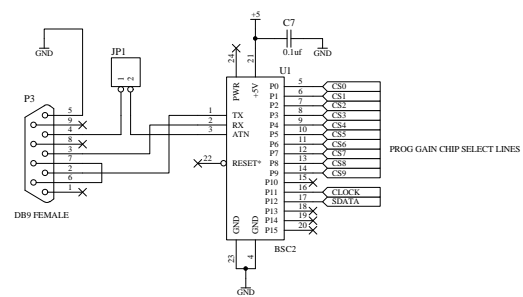 +5
C7
0.1uf
GND
GND
JP1
1 2
P3
5
9
4
8
3
7
2
6
1
DB9 FEMALE
24
21
U1
PWR
+5V
1 TX
2 RX
3 ATN
22 RESET*
P0 5 CS0
P1 6 CS1
P2 7 CS2
P3 8 CS3
P4 9 CS4
P5 10 CS5
P6 11 CS6
P7 12 CS7
P8 13 CS8
P9 14 CS9
P10 15
P11 16 CLOCK
P12 17 SDATA
P13 18
P14 19
P15 20
PROG GAIN CHIP SELECT LINES
GND
GND
23
4
BSC2
GND